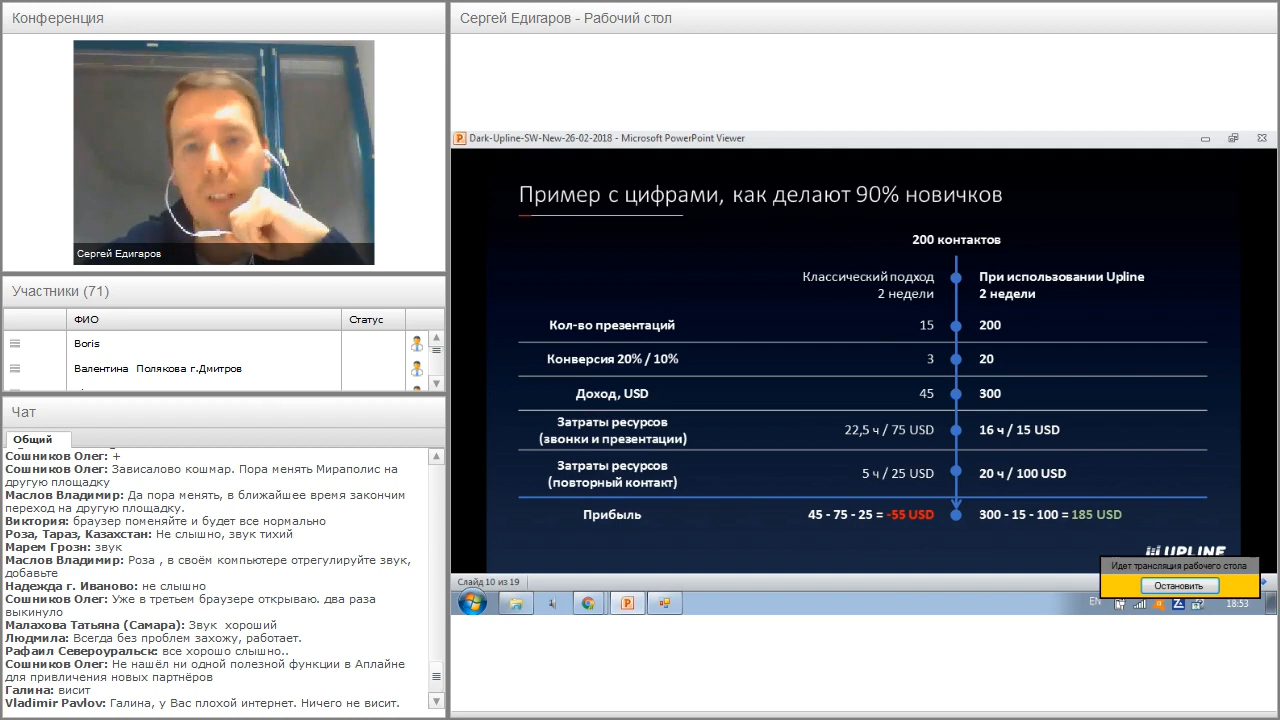 Конференция
Сергей Едигаров
Участники (71)
ФИО
Статус
Boris
Валентина Полякова г.Дмитров
Чат
Общий
Сошников Олег: +
Сошников Олег: Зависалово кошмар. Пора менять Мираполис на
другую площадку
Маслов Владимир: Да пора менять, в ближайшее время закончим
переход на другую площадку.
Виктория: браузер поменяйте и будет все нормально
Роза, Тараз, Казахстан: Не слышно, звук тихий
Марем Грозн: звук
Маслов Владимир: Роза , в своём компьютере отрегулируйте звук,
добавьте
Надежда г. Иваново: не слышно
Сошников Олег: Уже в третьем браузере открываю. два раза
выкинуло
Малахова Татьяна (Самара): Звук хороший
Людмила: Всегда без проблем захожу, работает.
Рафаил Североуральск: все хорошо слышно..
Сошников Олег: Не нашёл ни одной полезной функции в Аплайне
для привличения новых партнёров
Галина: висит
Vladimir Pavlov: Галина, у Вас плохой интернет. Ничего не висит.
Сергей Едигаров - Рабочий стол
Dark-Upline-SW-New-26-02-2018 - Microsoft PowerPoint Viewer
Пример с цифрами, как делают 90% новичков
200 контактов
Классический подход
2 недели
При использовании Upline
2 недели
Кол-во презентаций 15 200
Конверсия 20% / 10% 3 20
Доход, USD 45 300
Затраты ресурсов
(звонки и презентации)
22,5 ч / 75 USD 16 ч / 15 USD
Затраты ресурсов
(повторный контакт)
5 ч / 25 USD 20 ч / 100 USD
Прибыль 45 - 75 - 25 = -55 USD 300 - 15 - 100 = 185 USD
UPLINE
Идет трансляция рабочего стола
Остановить
Слайд 10 из 19
EN
18:53